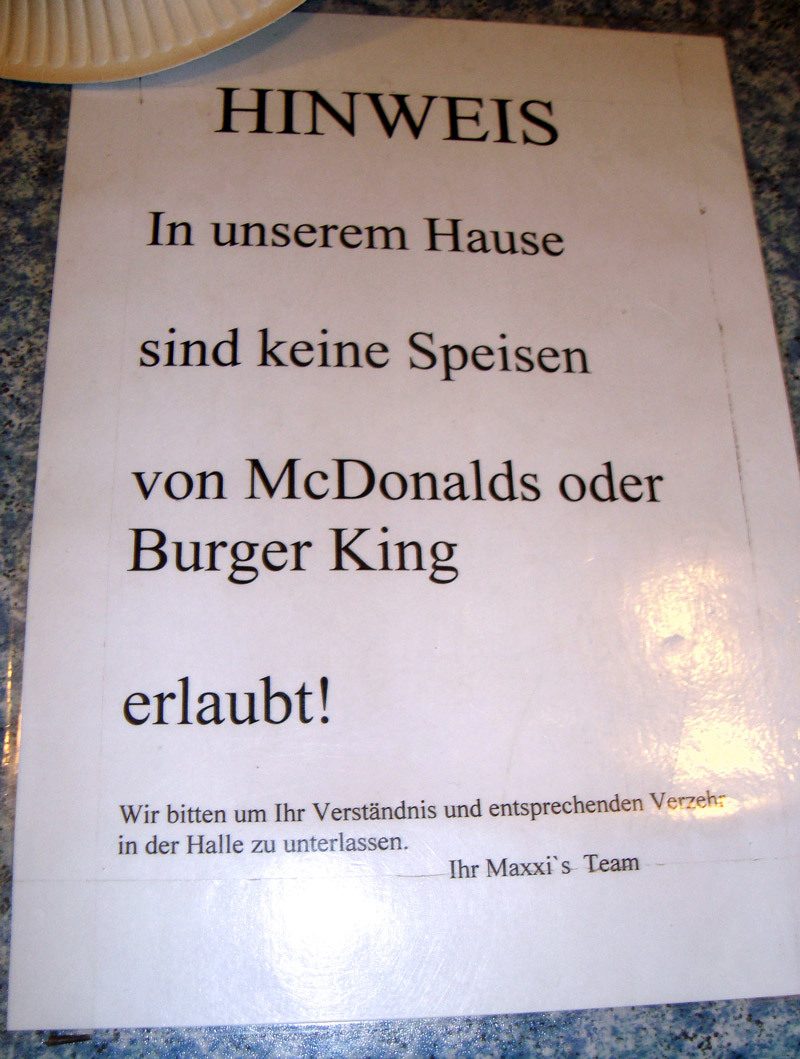 HINWEIS
In unserem Hause
sind keine Speisen
von McDonalds oder
Burger King
erlaubt!
Wir bitten um Ihr Verständnis und entsprechenden Verzehr
in der Halle zu unterlassen.
Ihr Maxxi`s Team